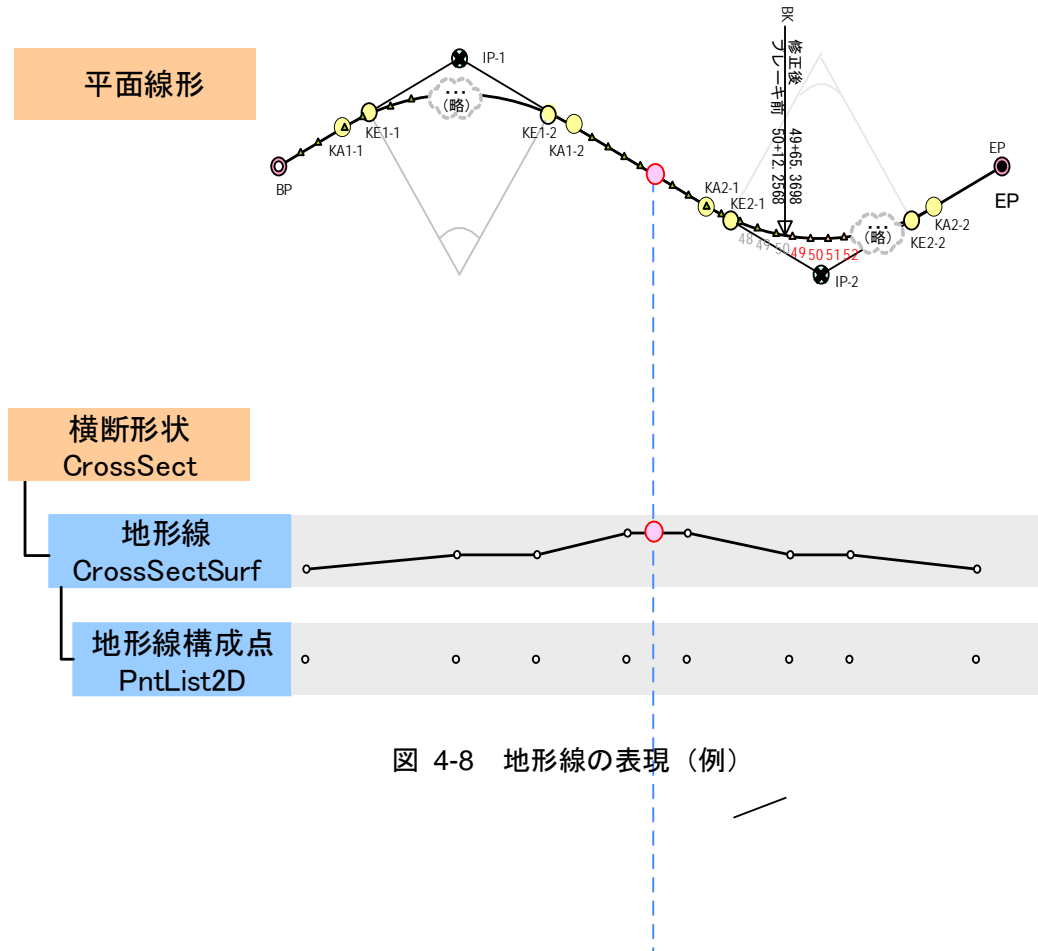 平面線形
IP-1
…
(略)
KE1-1
KA1-1
BP
KE1-2
KA1-2
BK
修正後 49+65.3698
ブレーキ前 50+12.2568
KA2-1
KE2-1
48 49 50 49 50 51 52
…
(略)
KE2-2
KA2-2
IP-2
EP
EP
横断形状
CrossSect
地形線
CrossSectSurf
地形線構成点
PntList2D
図 4-8 地形線の表現（例）